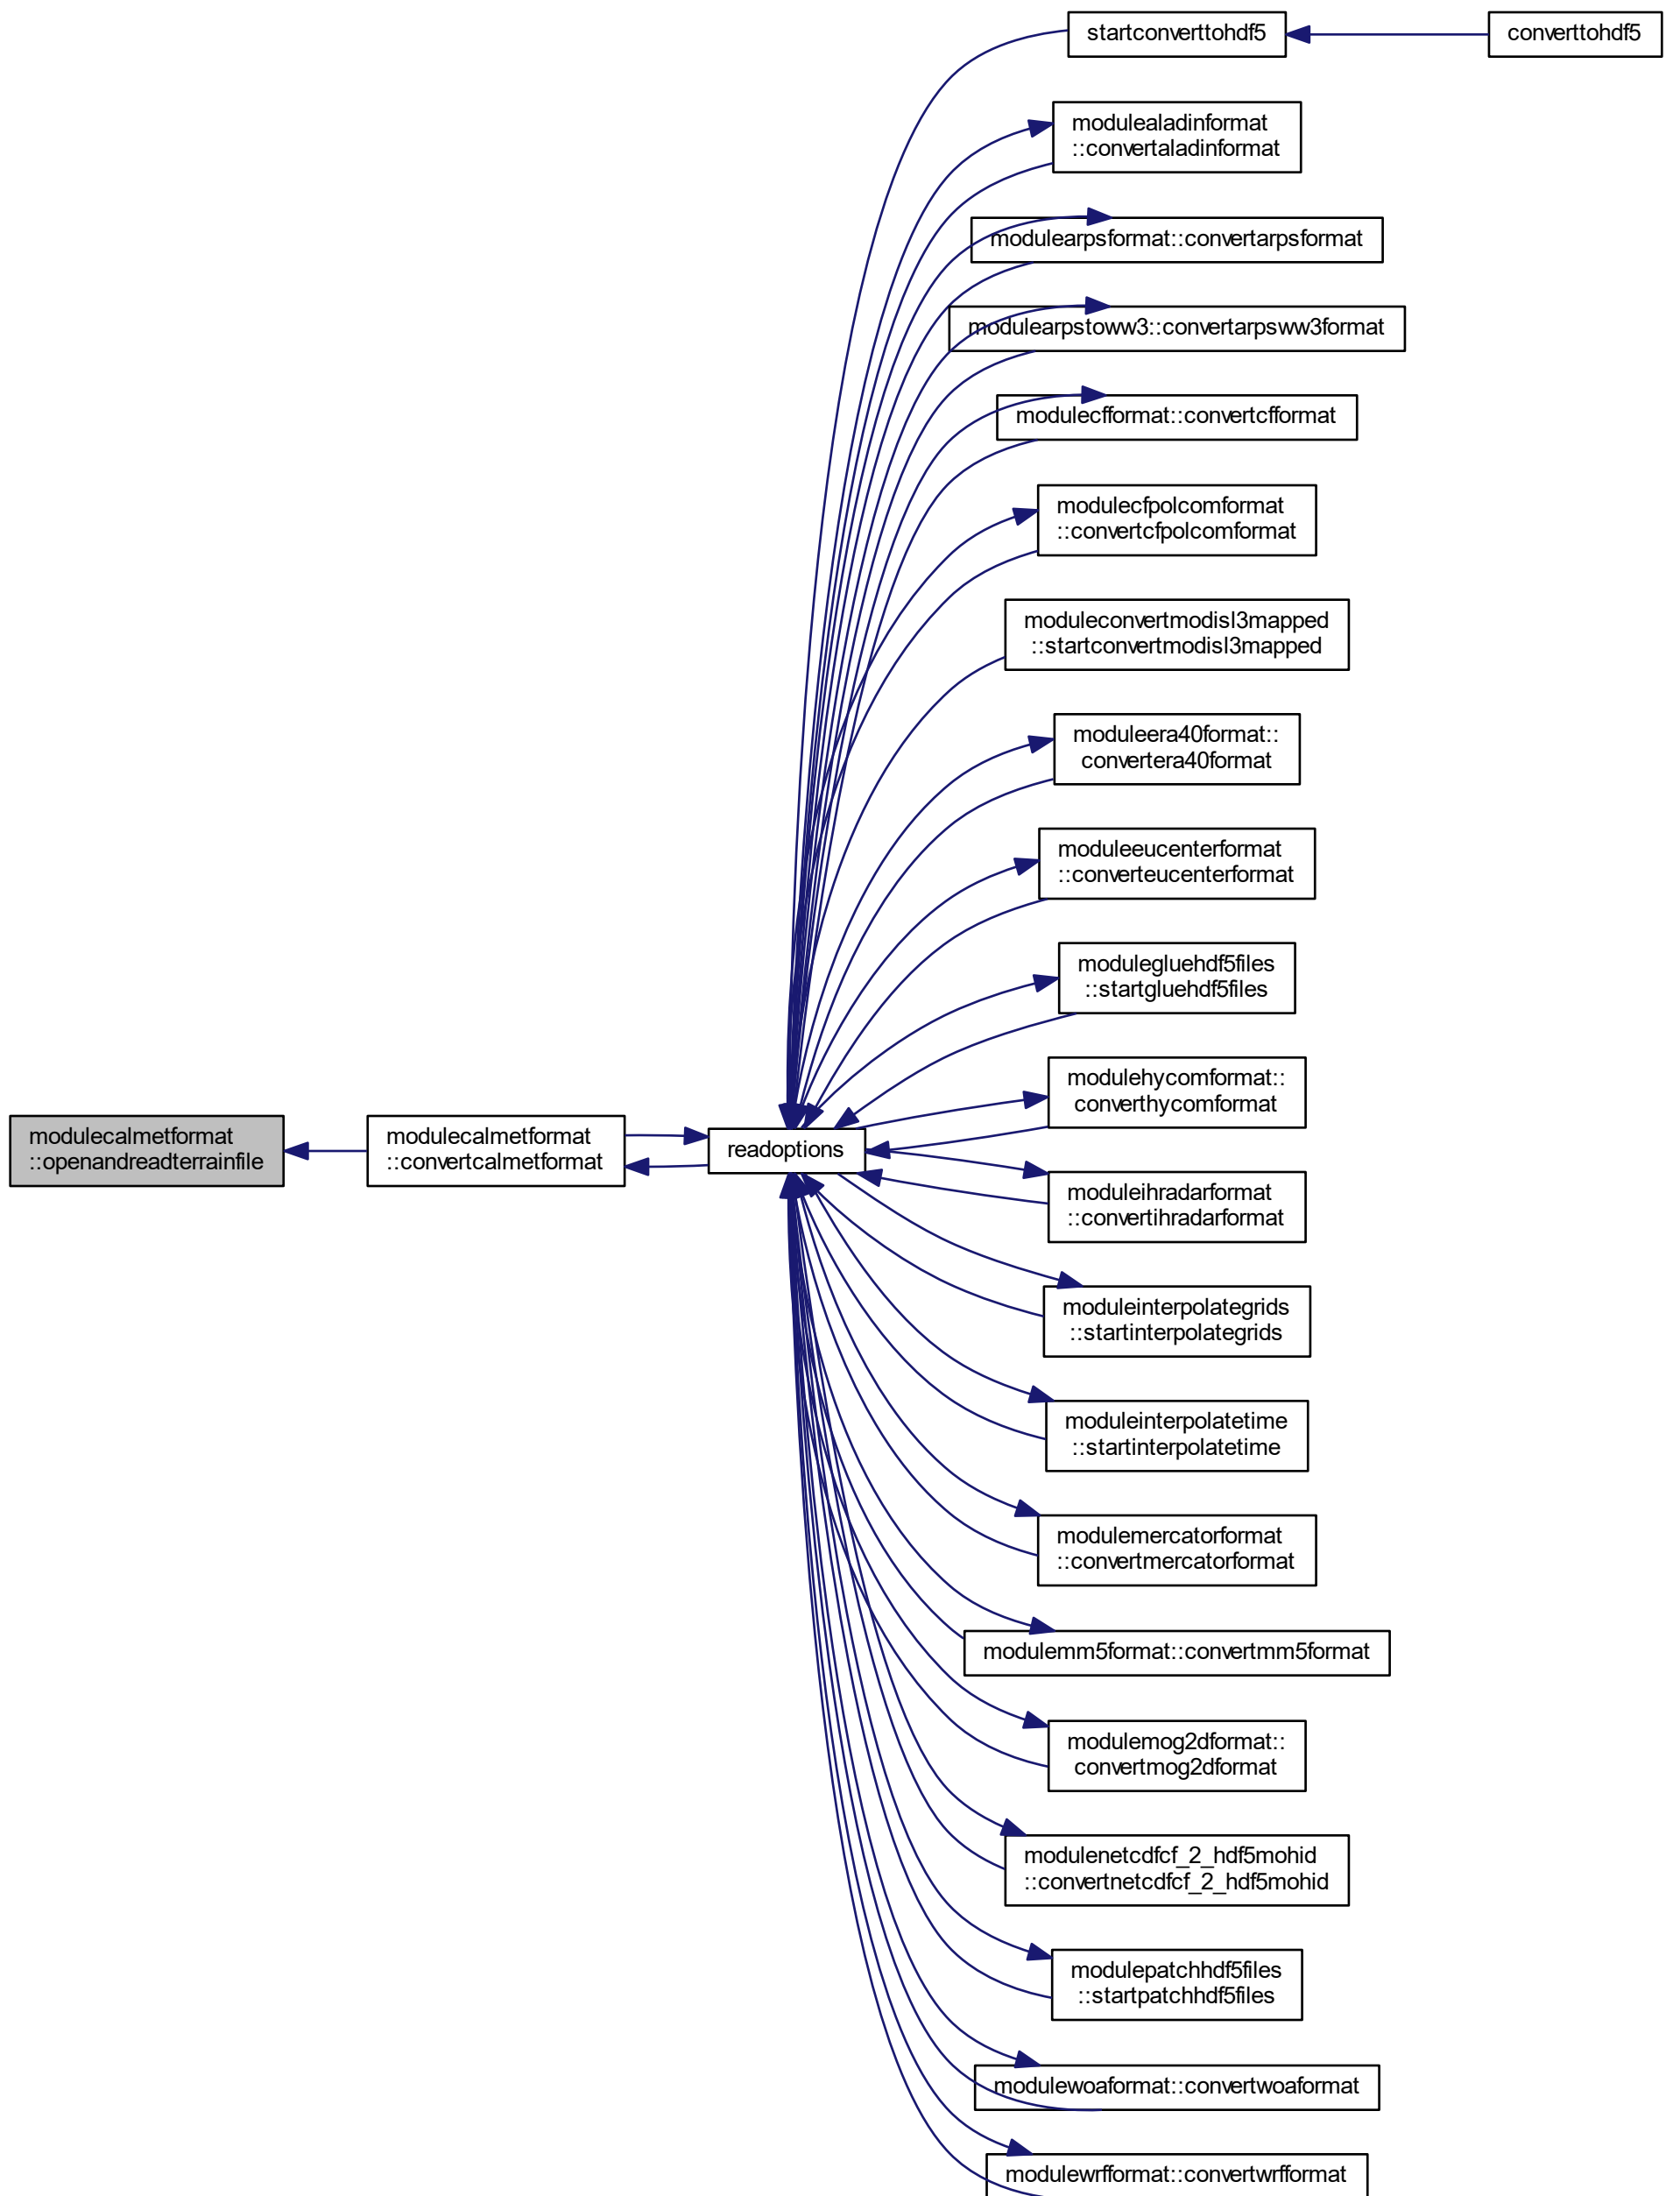 startconverttohdf5
converttohdf5
modulealadinformat
::convertaladinformat
modulearpsformat::convertarpsformat
modulearpstoww3::convertarpsww3format
modulecfformat::convertcfformat
modulecfpolcomformat
::convertcfpolcomformat
moduleconvertmodisl3mapped
::startconvertmodisl3mapped
moduleera40format::
convertera40format
moduleeucenterformat
::converteucenterformat
modulegluehdf5files
::startgluehdf5files
modulehycomformat::
converthycomformat
modulecalmetformat
::openandreadterrainfile
modulecalmetformat
::convertcalmetformat
readoptions
moduleihradarformat
::convertihradarformat
moduleinterpolategrids
::startinterpolategrids
moduleinterpolatetime
::startinterpolatetime
modulemercatorformat
::convertmercatorformat
modulemm5format::convertmm5format
modulemog2dformat::
convertmog2dformat
modulenetcdfcf_2_hdf5mohid
::convertnetcdfcf_2_hdf5mohid
modulepatchhdf5files
::startpatchhdf5files
modulewoaformat::convertwoaformat
modulewrfformat::convertwrfformat